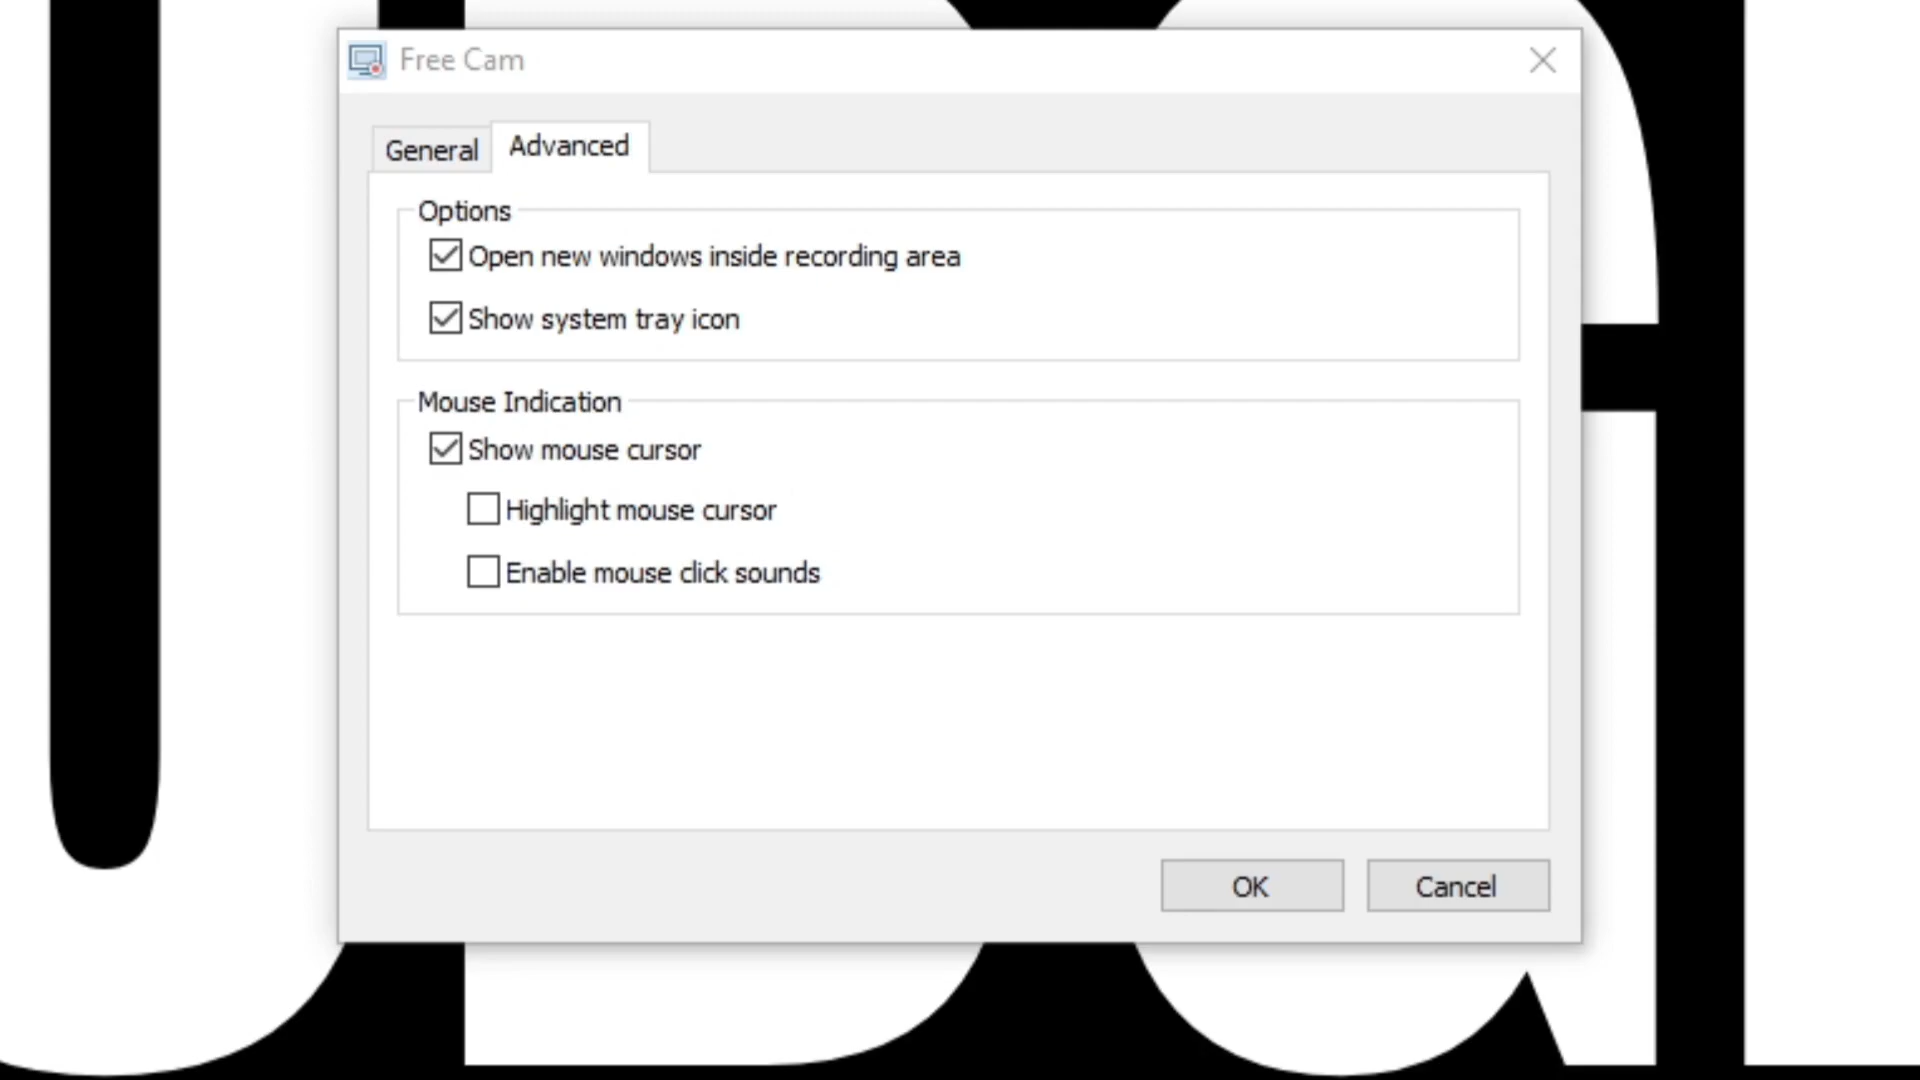 Free Cam
General Advanced
Options
Open new windows inside recording area
Show system tray icon
Mouse Indication
Show mouse cursor
Highlight mouse cursor
Enable mouse click sounds
OK Cancel